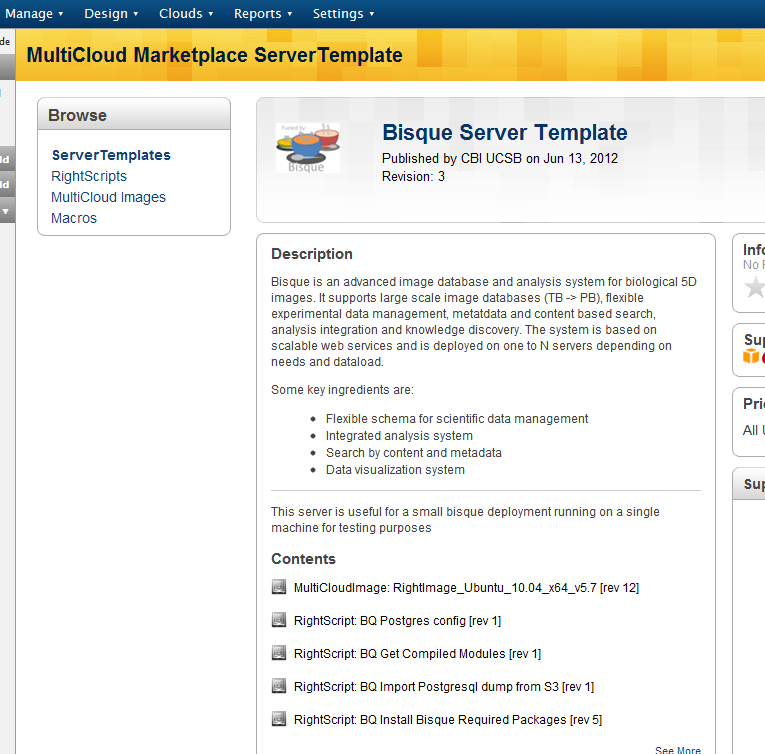 Manage Design Clouds Reports Settings
de
MultiCloud Marketplace ServerTemplate
Browse
ServerTemplates
RightScripts
MultiCloud Images
Macros
Bisque
Bisque Server Template
Published by CBI UCSB on Jun 13, 2012
Revision: 3
Description
Bisque is an advanced image database and analysis system for biological 5D
images. It supports large scale image databases (TB -> PB), flexible
experimental data management, metatdata and content based search,
analysis integration and knowledge discovery. The system is based on
scalable web services and is deployed on one to N servers depending on
needs and dataload.
Some key ingredients are:
Flexible schema for scientific data management
Integrated analysis system
Search by content and metadata
Data visualization system
This server is useful for a small bisque deployment running on a single
machine for testing purposes
Contents
MultiCloudImage: RightImage_Ubuntu_10.04_x64_v5.7 [rev 12]
RightScript: BQ Postgres config [rev 1]
RightScript: BQ Get Compiled Modules [rev 1]
RightScript: BQ Import Postgresql dump from S3 [rev 1]
RightScript: BQ Install Bisque Required Packages [rev 5]
See More
Info
No
Sup
Pri
All
Sup